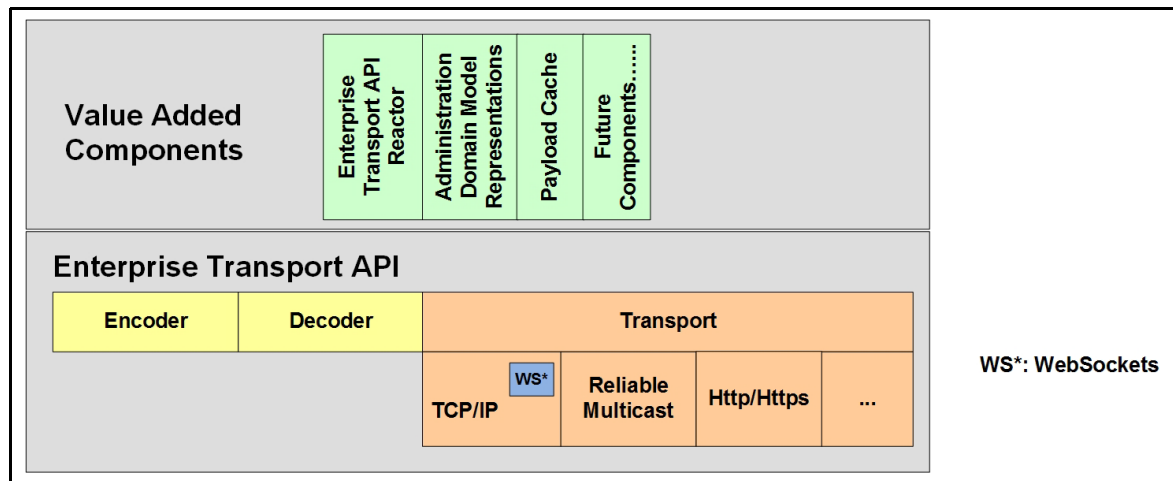 Value Added
Components
Enterprise
Transport API
Reactor
Administration
Domain Model
Representations
Payload Cache
Future
Components......
Enterprise Transport API
Encoder
Decoder
Transport
TCP/IP
WS*
Reliable
Multicast
Http/Https
...
WS*: WebSockets